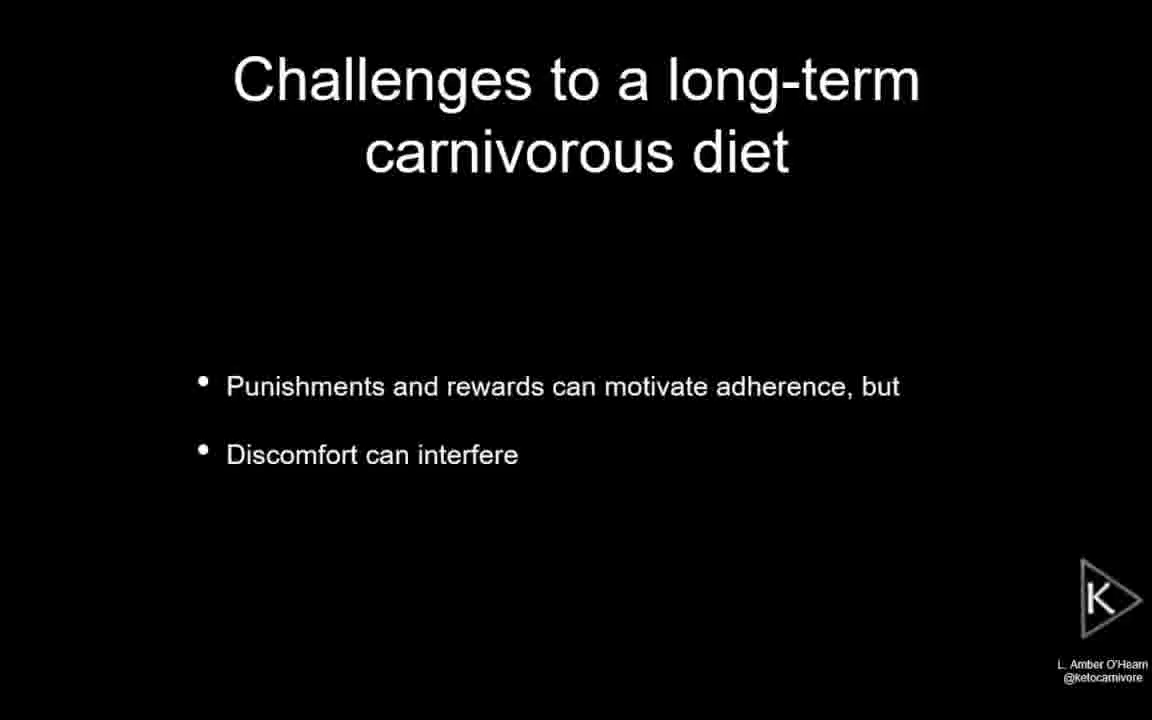 Challenges to a long-term
carnivorous diet
• Punishments and rewards can motivate adherence, but
• Discomfort can interfere
K
L. Amber O'Hearn
@ketocarnivore